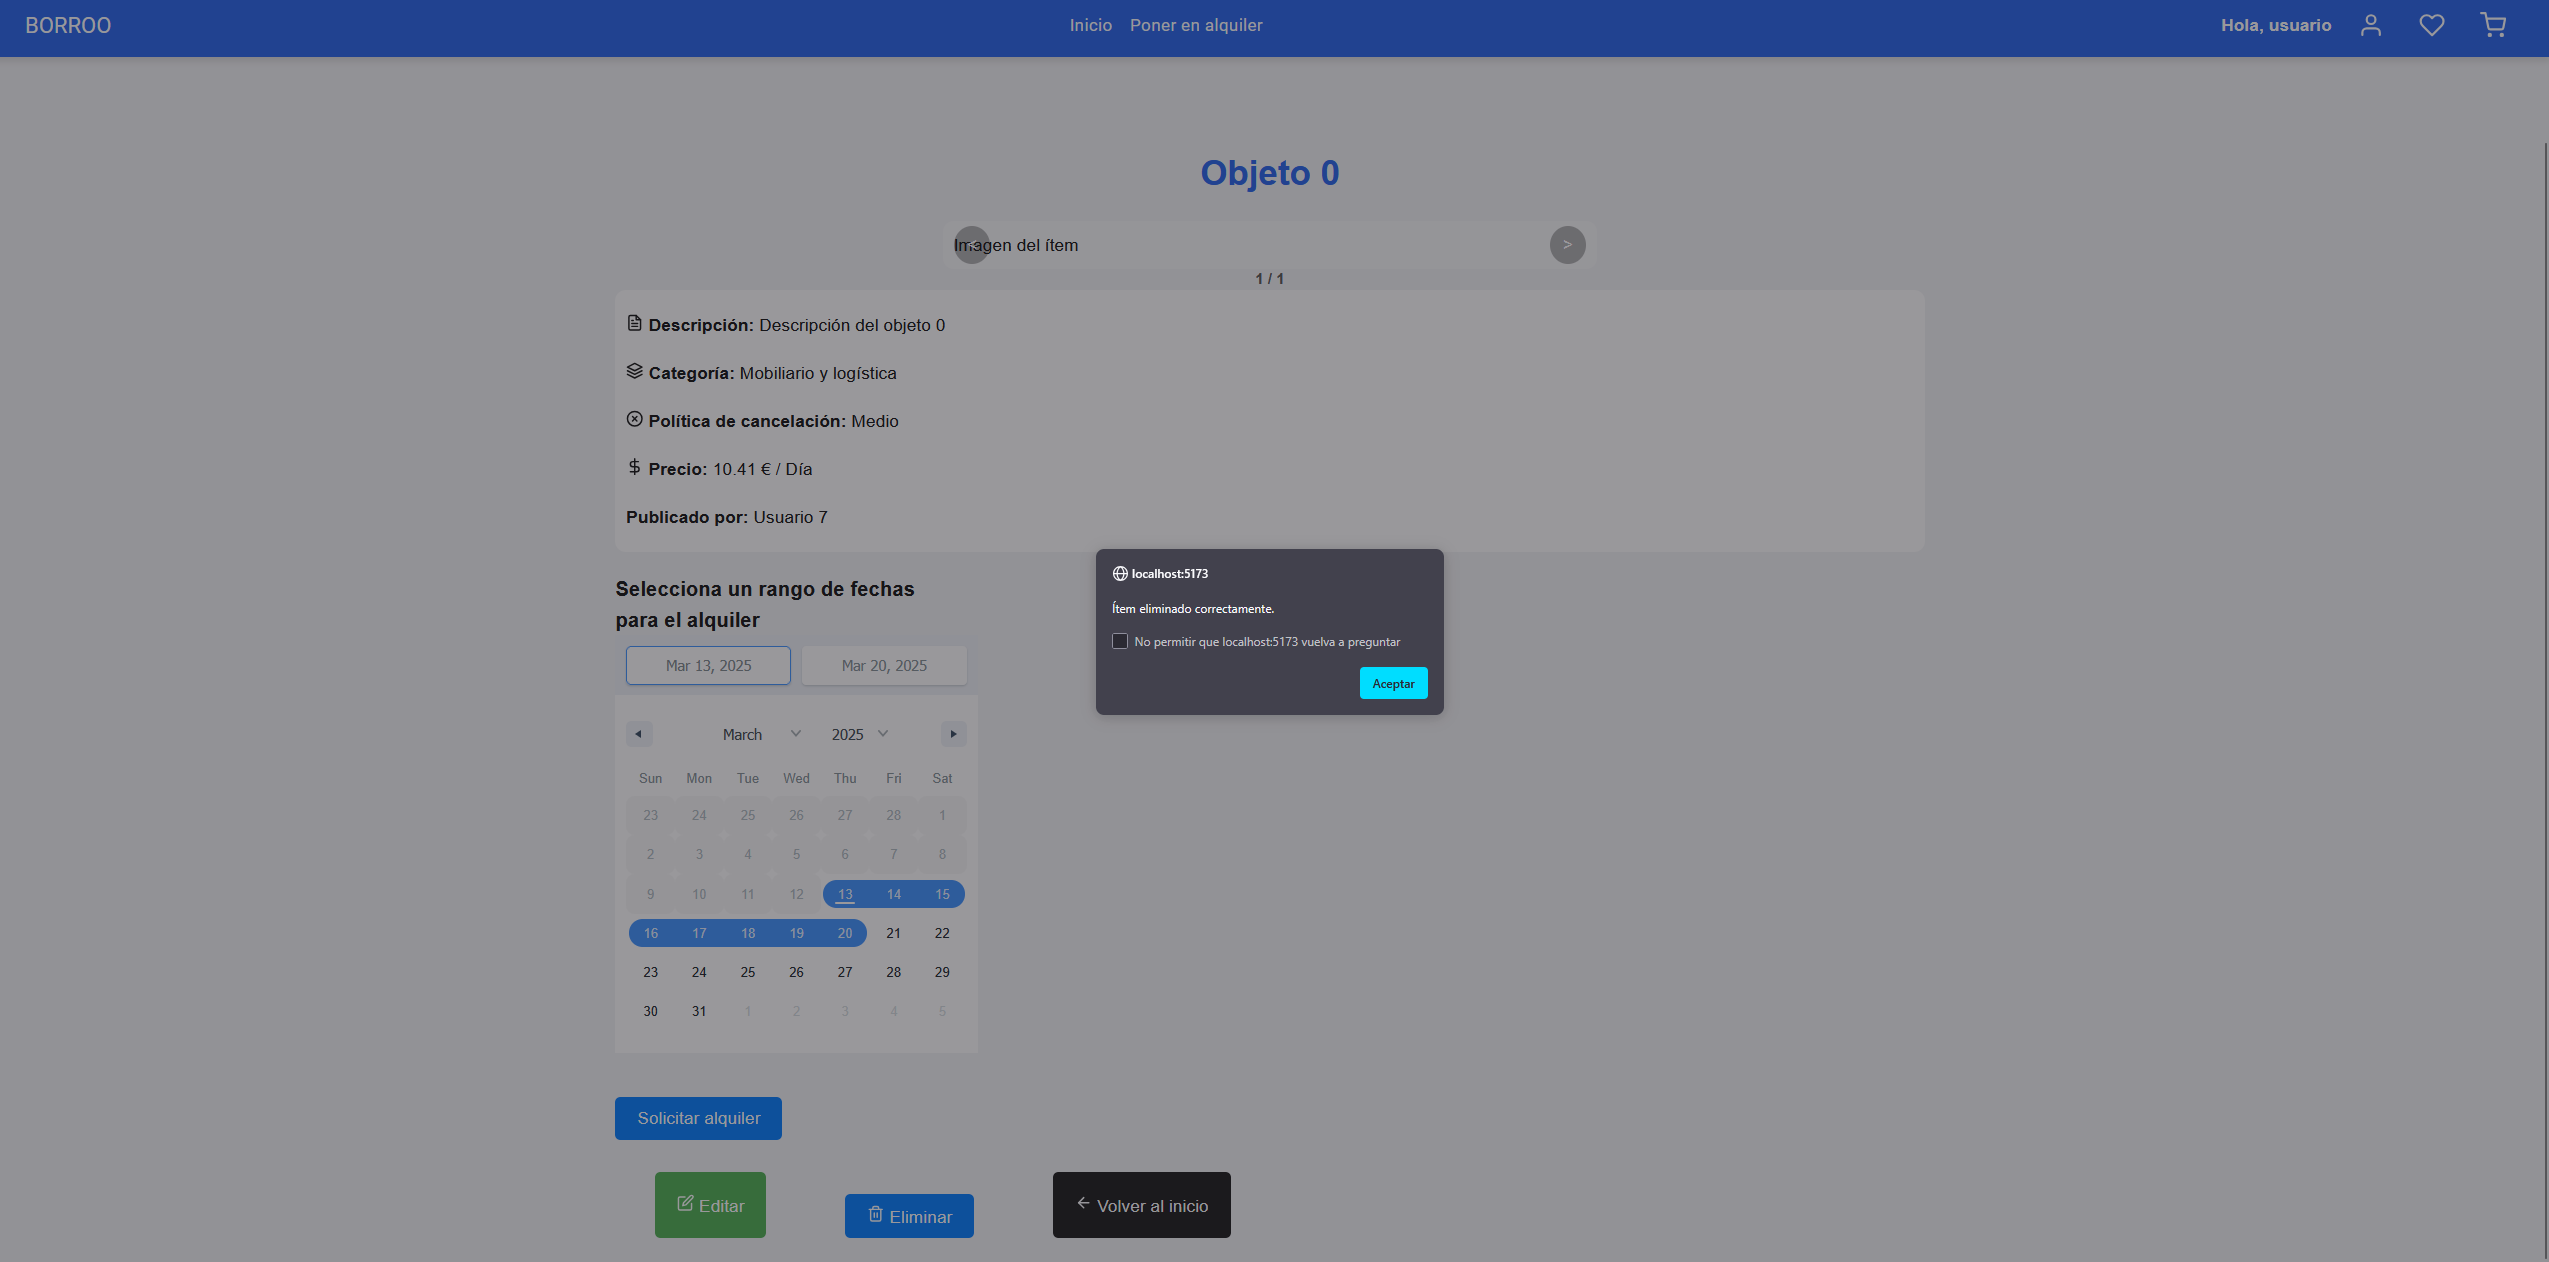 BORROO
Inicio Poner en alquiler
Hola, usuario
Objeto 0
Imagen del ítem
>
1 / 1
Descripción: Descripción del objeto 0
Categoría: Mobiliario y logística
Política de cancelación: Medio
Precio: 10.41 € / Día
Publicado por: Usuario 7
localhost:5173
Ítem eliminado correctamente.
No permitir que localhost:5173 vuelva a preguntar
Aceptar
Selecciona un rango de fechas
para el alquiler
Mar 13, 2025 Mar 20, 2025
March 2025
Sun Mon Tue Wed Thu Fri Sat
23 24 25 26 27 28 1
2 3 4 5 6 7 8
9 10 11 12 13 14 15
16 17 18 19 20 21 22
23 24 25 26 27 28 29
30 31 1 2 3 4 5
Solicitar alquiler
Editar
Eliminar
Volver al inicio